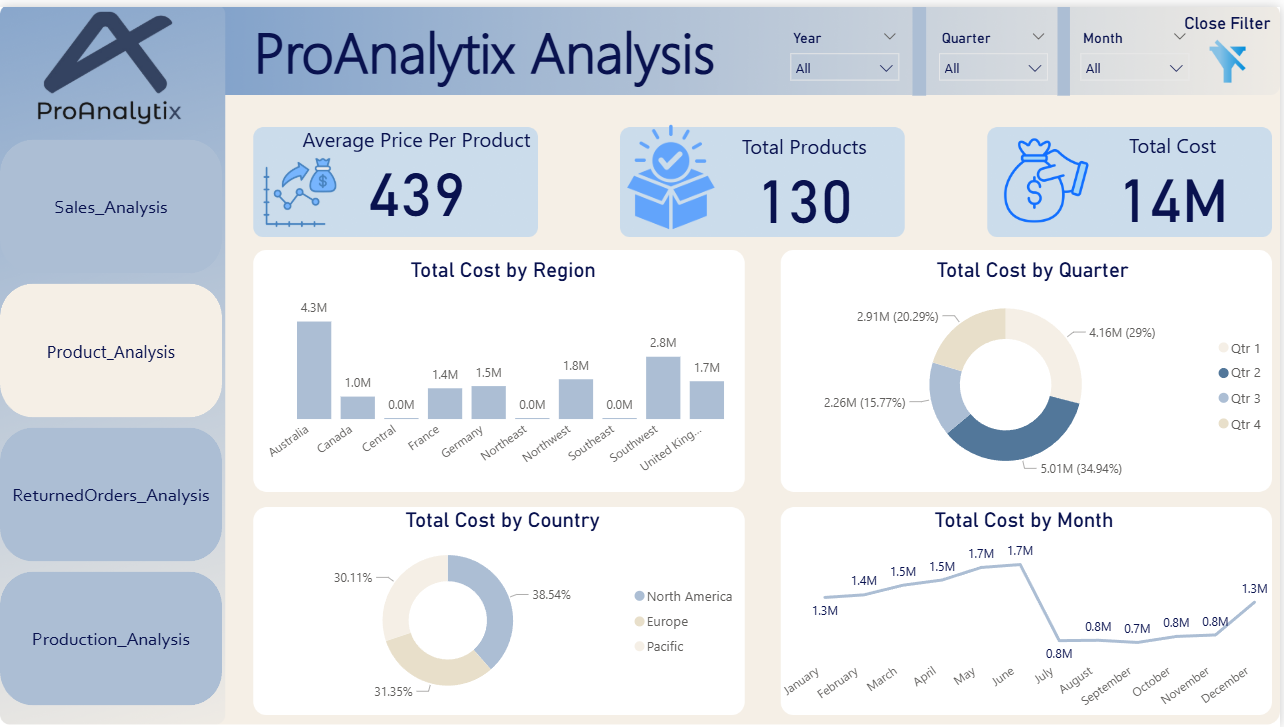 ProAnalytix
ProAnalytix Analysis
Year
All
Quarter
All
Month
All
Close Filter
Sales_Analysis
Product_Analysis
ReturnedOrders_Analysis
Production_Analysis
Average Price Per Product
439
Total Products
130
Total Cost
14M
Total Cost by Region
4.3M
1.0M
0.0M
1.4M
1.5M
0.0M
1.8M
0.0M
2.8M
1.7M
Australia
Canada
Central
France
Germany
Northeast
Northwest
Southeast
Southwest
United King...
Total Cost by Quarter
2.91M (20.29%)
4.16M (29%)
2.26M (15.77%)
5.01M (34.94%)
Qtr 1
Qtr 2
Qtr 3
Qtr 4
Total Cost by Country
30.11%
38.54%
31.35%
North America
Europe
Pacific
Total Cost by Month
1.3M
1.4M
1.5M
1.5M
1.7M
1.7M
0.8M
0.8M
0.7M
0.8M
0.8M
1.3M
January
February
March
April
May
June
July
August
September
October
November
December